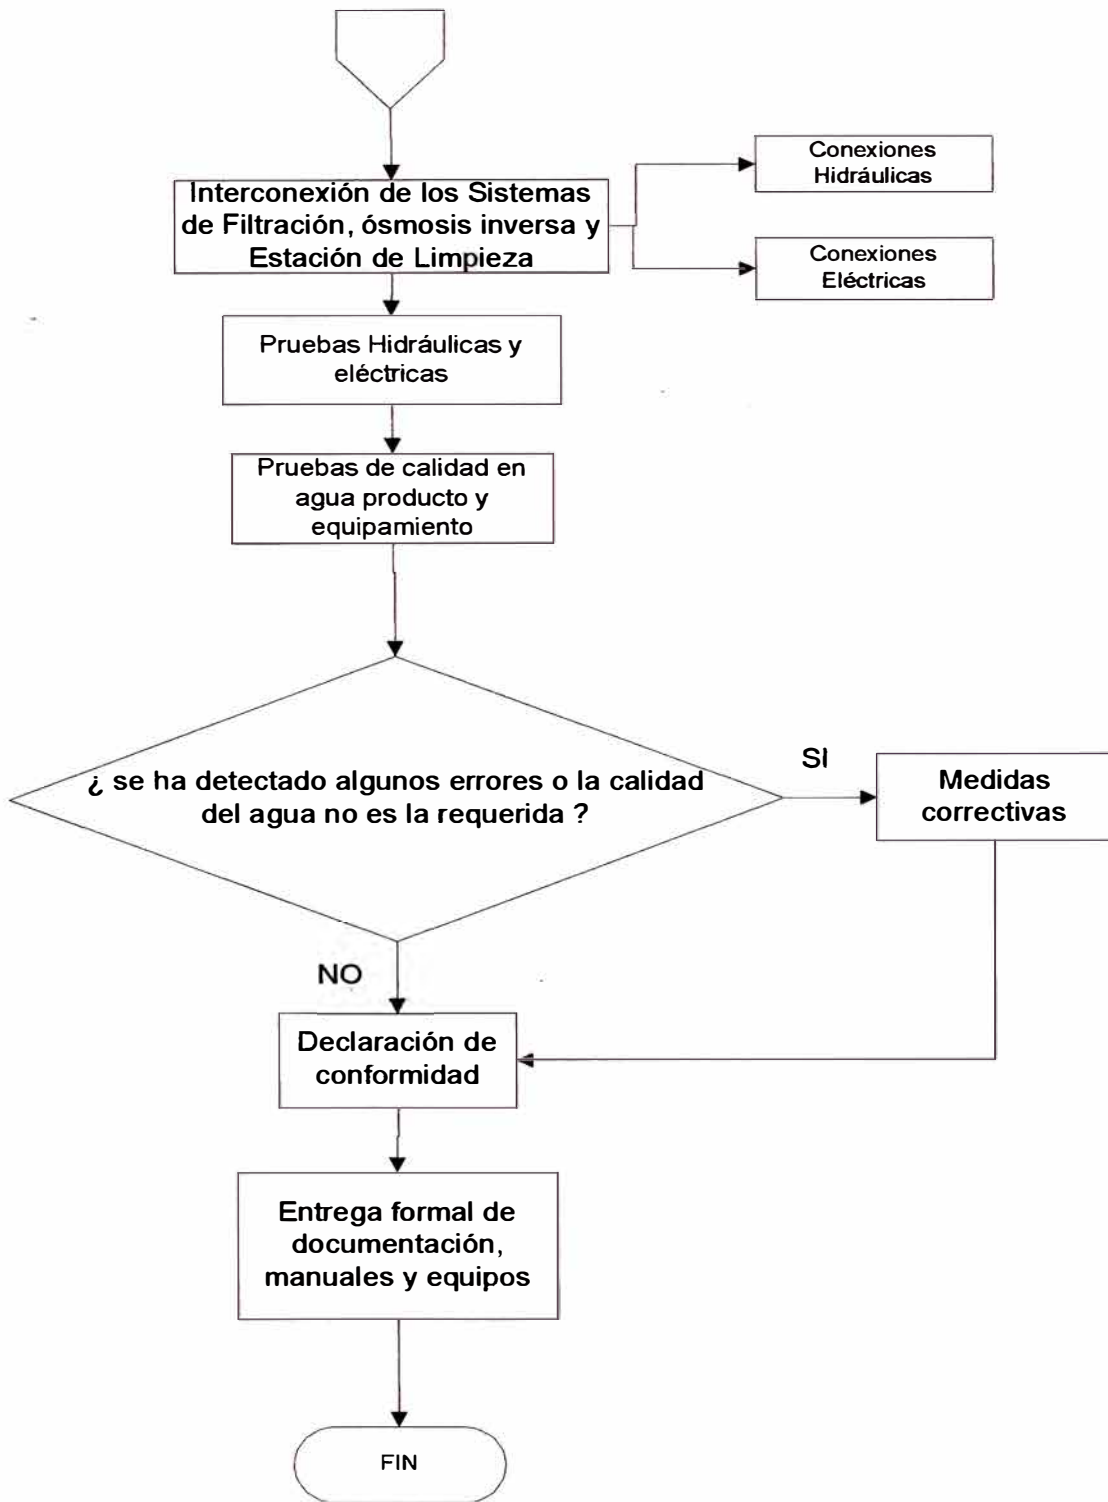 Interconexión de los Sistemas
de Filtración, ósmosis inversa y
Estación de Limpieza
Conexiones
Hidráulicas
Conexiones
Eléctricas
Pruebas Hidráulicas y
eléctricas
Pruebas de calidad en
agua producto y
equipamiento
¿ se ha detectado algunos errores o la calidad
del agua no es la requerida ?
SI
Medidas
correctivas
NO
Declaración de
conformidad
Entrega formal de
documentación,
manuales y equipos
FIN